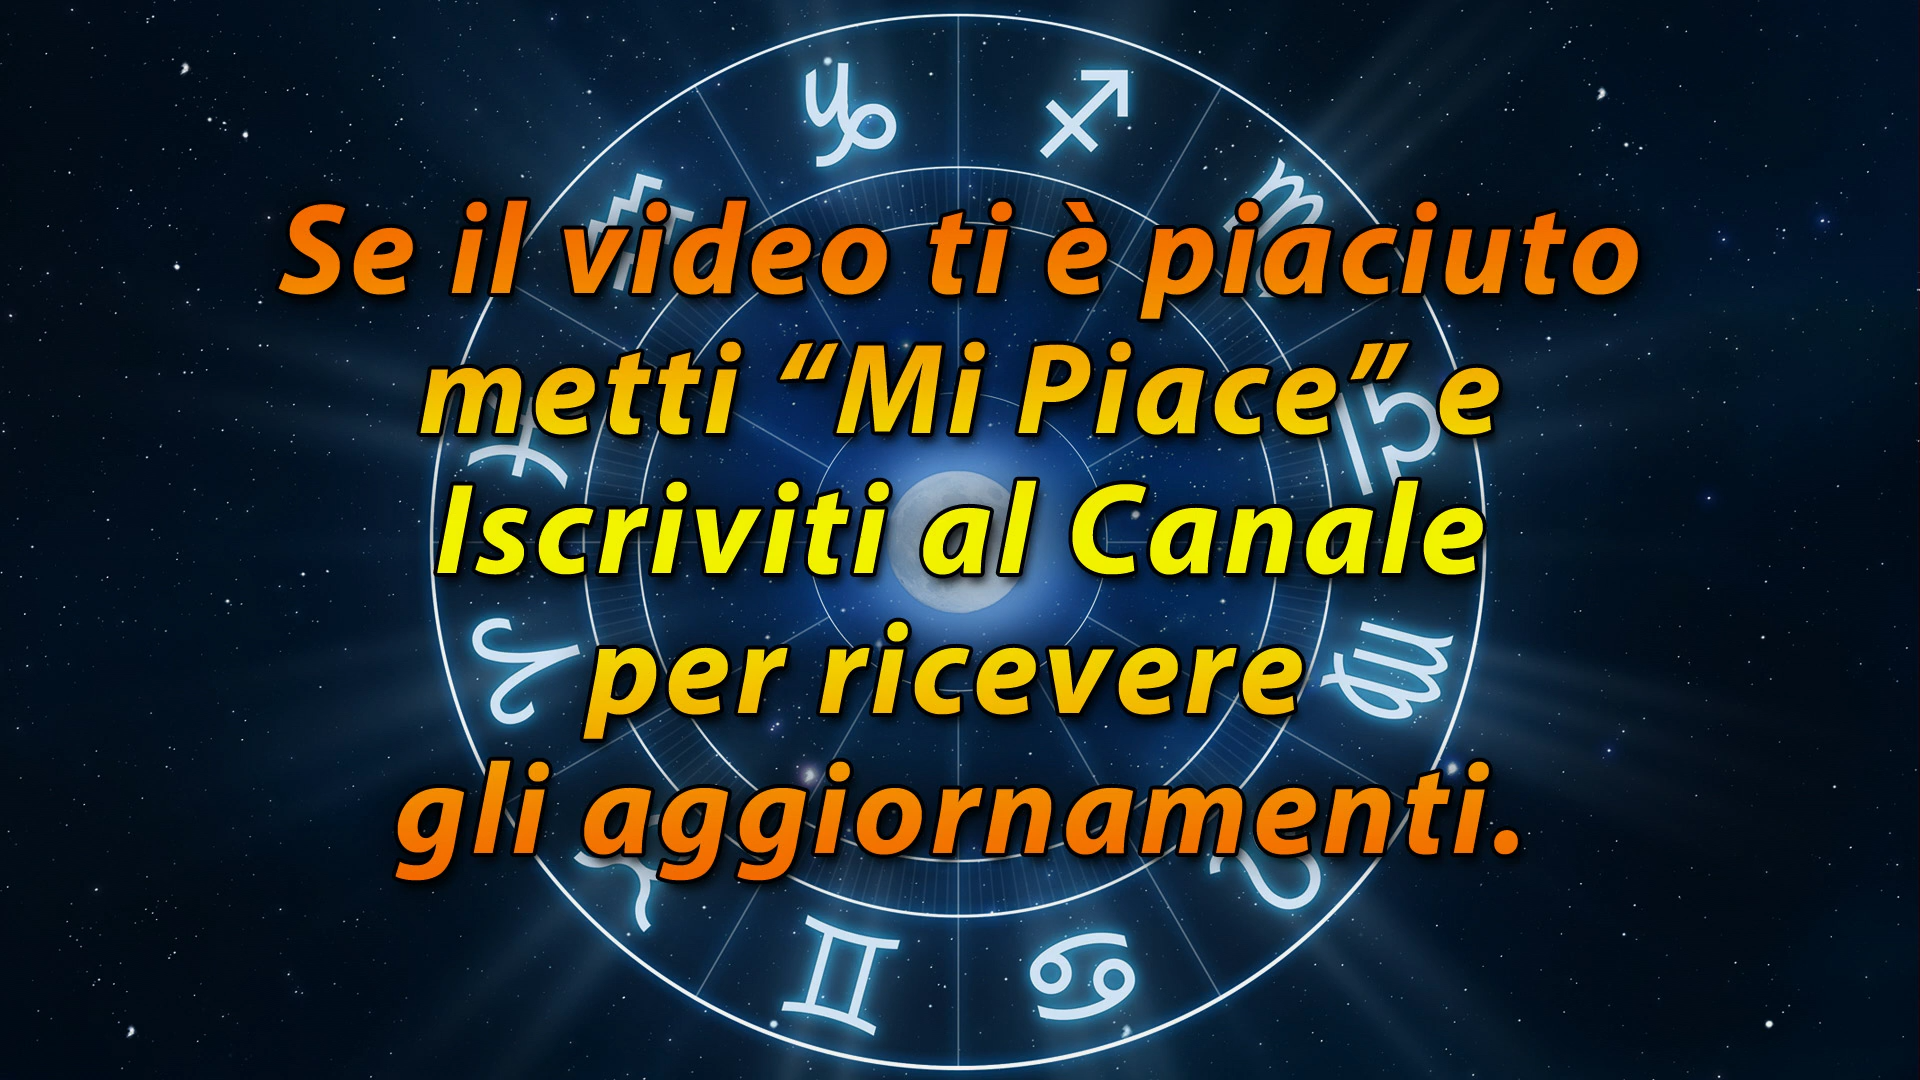 Se il video ti è piaciuto
metti “Mi Piace” e
Iscriviti al Canale
per ricevere
gli aggiornamenti.